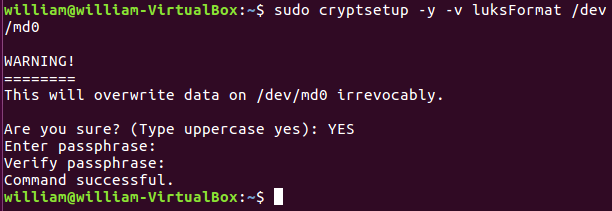 william@william-VirtualBox:~$ sudo cryptsetup -y -v luksFormat /dev
/md0
WARNING!
========
This will overwrite data on /dev/md0 irrevocably.
Are you sure? (Type uppercase yes): YES
Enter passphrase:
Verify passphrase:
Command successful.
william@william-VirtualBox:~$